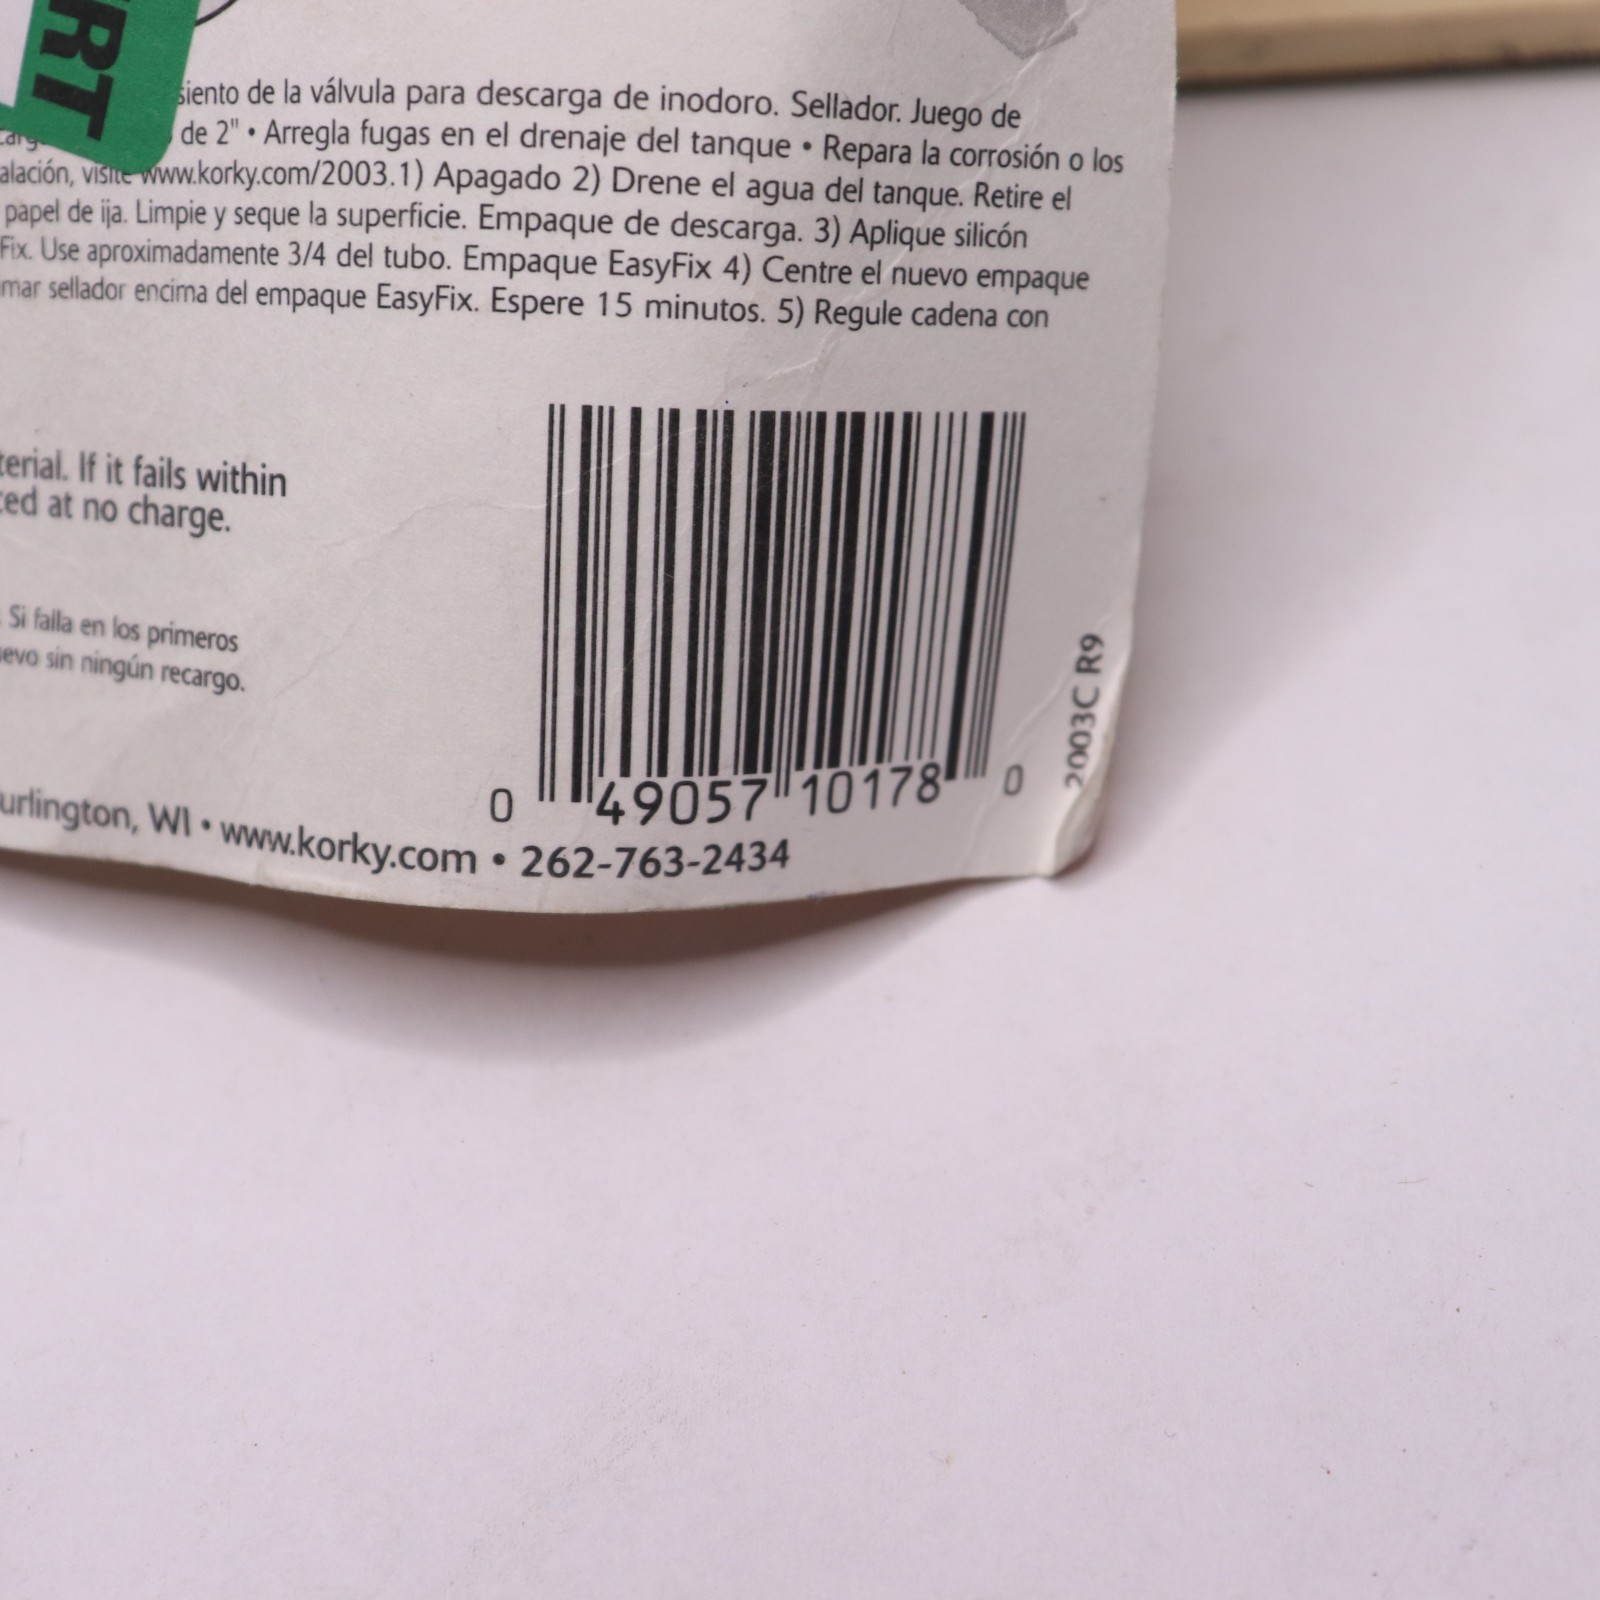 RT
siento de la válvula para descarga de inodoro. Sellador. Juego de
de 2" • Arregla fugas en el drenaje del tanque • Repara la corrosión o los
alación, visite www.korky.com/2003.1) Apagado 2) Drene el agua del tanque. Retire el
papel de ija. Limpie y seque la superficie. Empaque de descarga. 3) Aplique silicón
Fix. Use aproximadamente 3/4 del tubo. Empaque EasyFix 4) Centre el nuevo empaque
mar sellador encima del empaque EasyFix. Espere 15 minutos. 5) Regule cadena con
terial. If it fails within
ced at no charge.
Si falla en los primeros
evo sin ningún recargo.
0 49057 10178 0
2003C R9
urlington, WI • www.korky.com • 262-763-2434